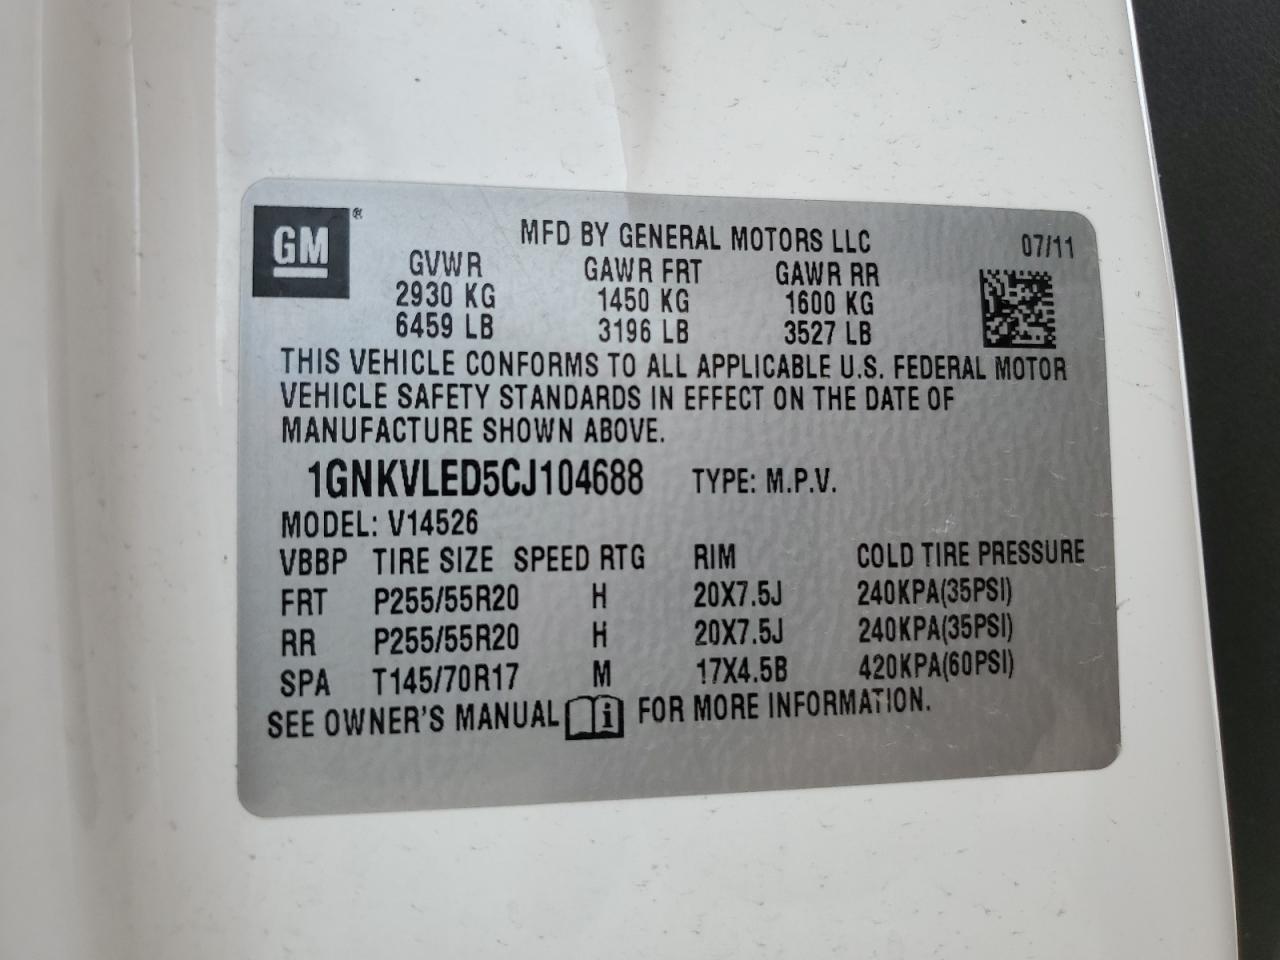 GM®
MFD BY GENERAL MOTORS LLC 07/11
GVWR GAWR FRT GAWR RR
2930 KG 1450 KG 1600 KG
6459 LB 3196 LB 3527 LB
THIS VEHICLE CONFORMS TO ALL APPLICABLE U.S. FEDERAL MOTOR
VEHICLE SAFETY STANDARDS IN EFFECT ON THE DATE OF
MANUFACTURE SHOWN ABOVE.
1GNKVLED5CJ104688 TYPE: M.P.V.
MODEL: V14526
VBBP TIRE SIZE SPEED RTG RIM COLD TIRE PRESSURE
FRT P255/55R20 H 20X7.5J 240KPA(35PSI)
RR P255/55R20 H 20X7.5J 240KPA(35PSI)
SPA T145/70R17 M 17X4.5B 420KPA(60PSI)
SEE OWNER'S MANUAL i FOR MORE INFORMATION.